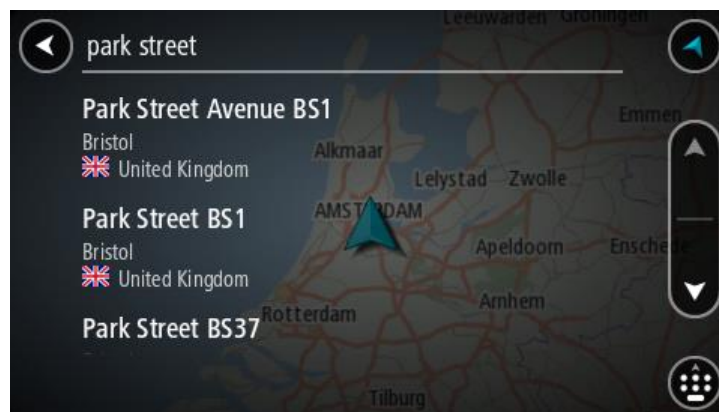 Leeuwarden Groningen
park street
Park Street Avenue BS1
Bristol
United Kingdom
Emmen
Alkmaar
Lelystad Zwolle
Park Street BS1
AMSTERDAM
Bristol
Apeldoorn Enschede
United Kingdom
Arnhem
Rotterdam
Park Street BS37
Tilburg